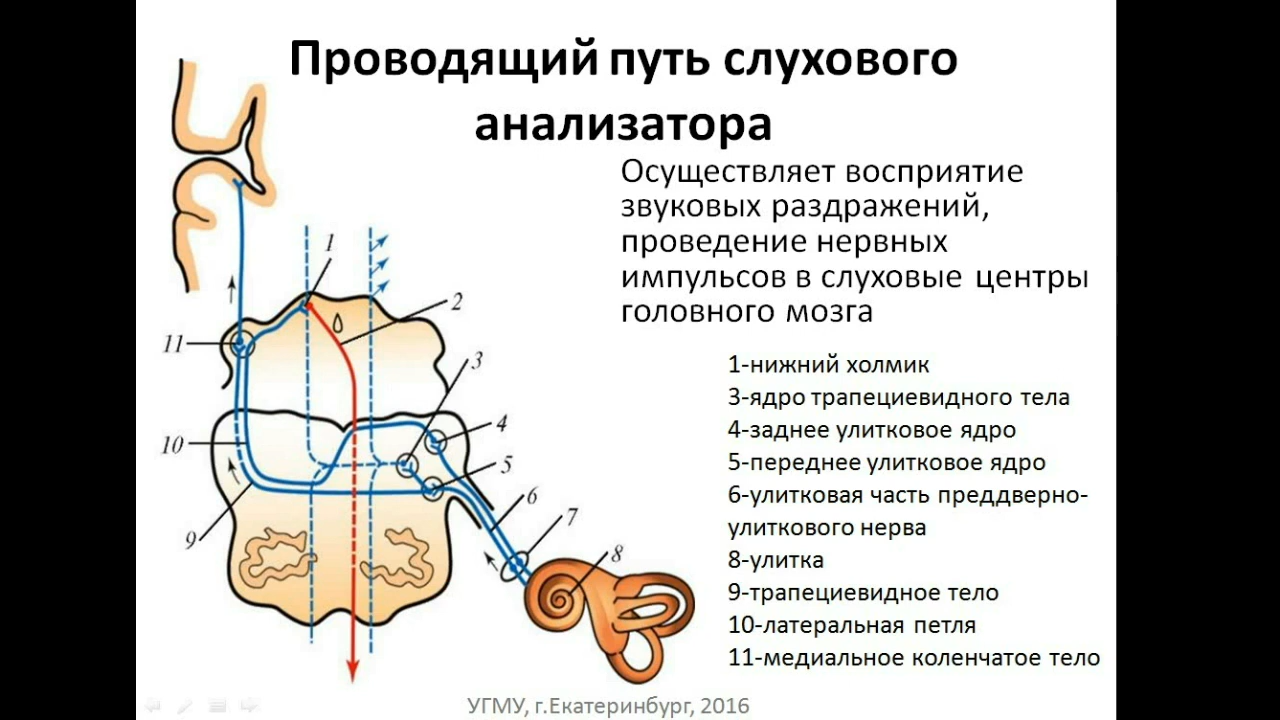 Проводящий путь слухового
анализатора
Осуществляет восприятие
звуковых раздражений,
проведение нервных
импульсов в слуховые центры
головного мозга
1
2
3
4
5
6
7
8
9
10
11
1-нижний холмик
3-ядро трапециевидного тела
4-заднее улитковое ядро
5-переднее улитковое ядро
6-улитковая часть преддверно-
улиткового нерва
8-улитка
9-трапециевидное тело
10-латеральная петля
11-медиальное коленчатое тело
УГМУ, г.Екатеринбург, 2016